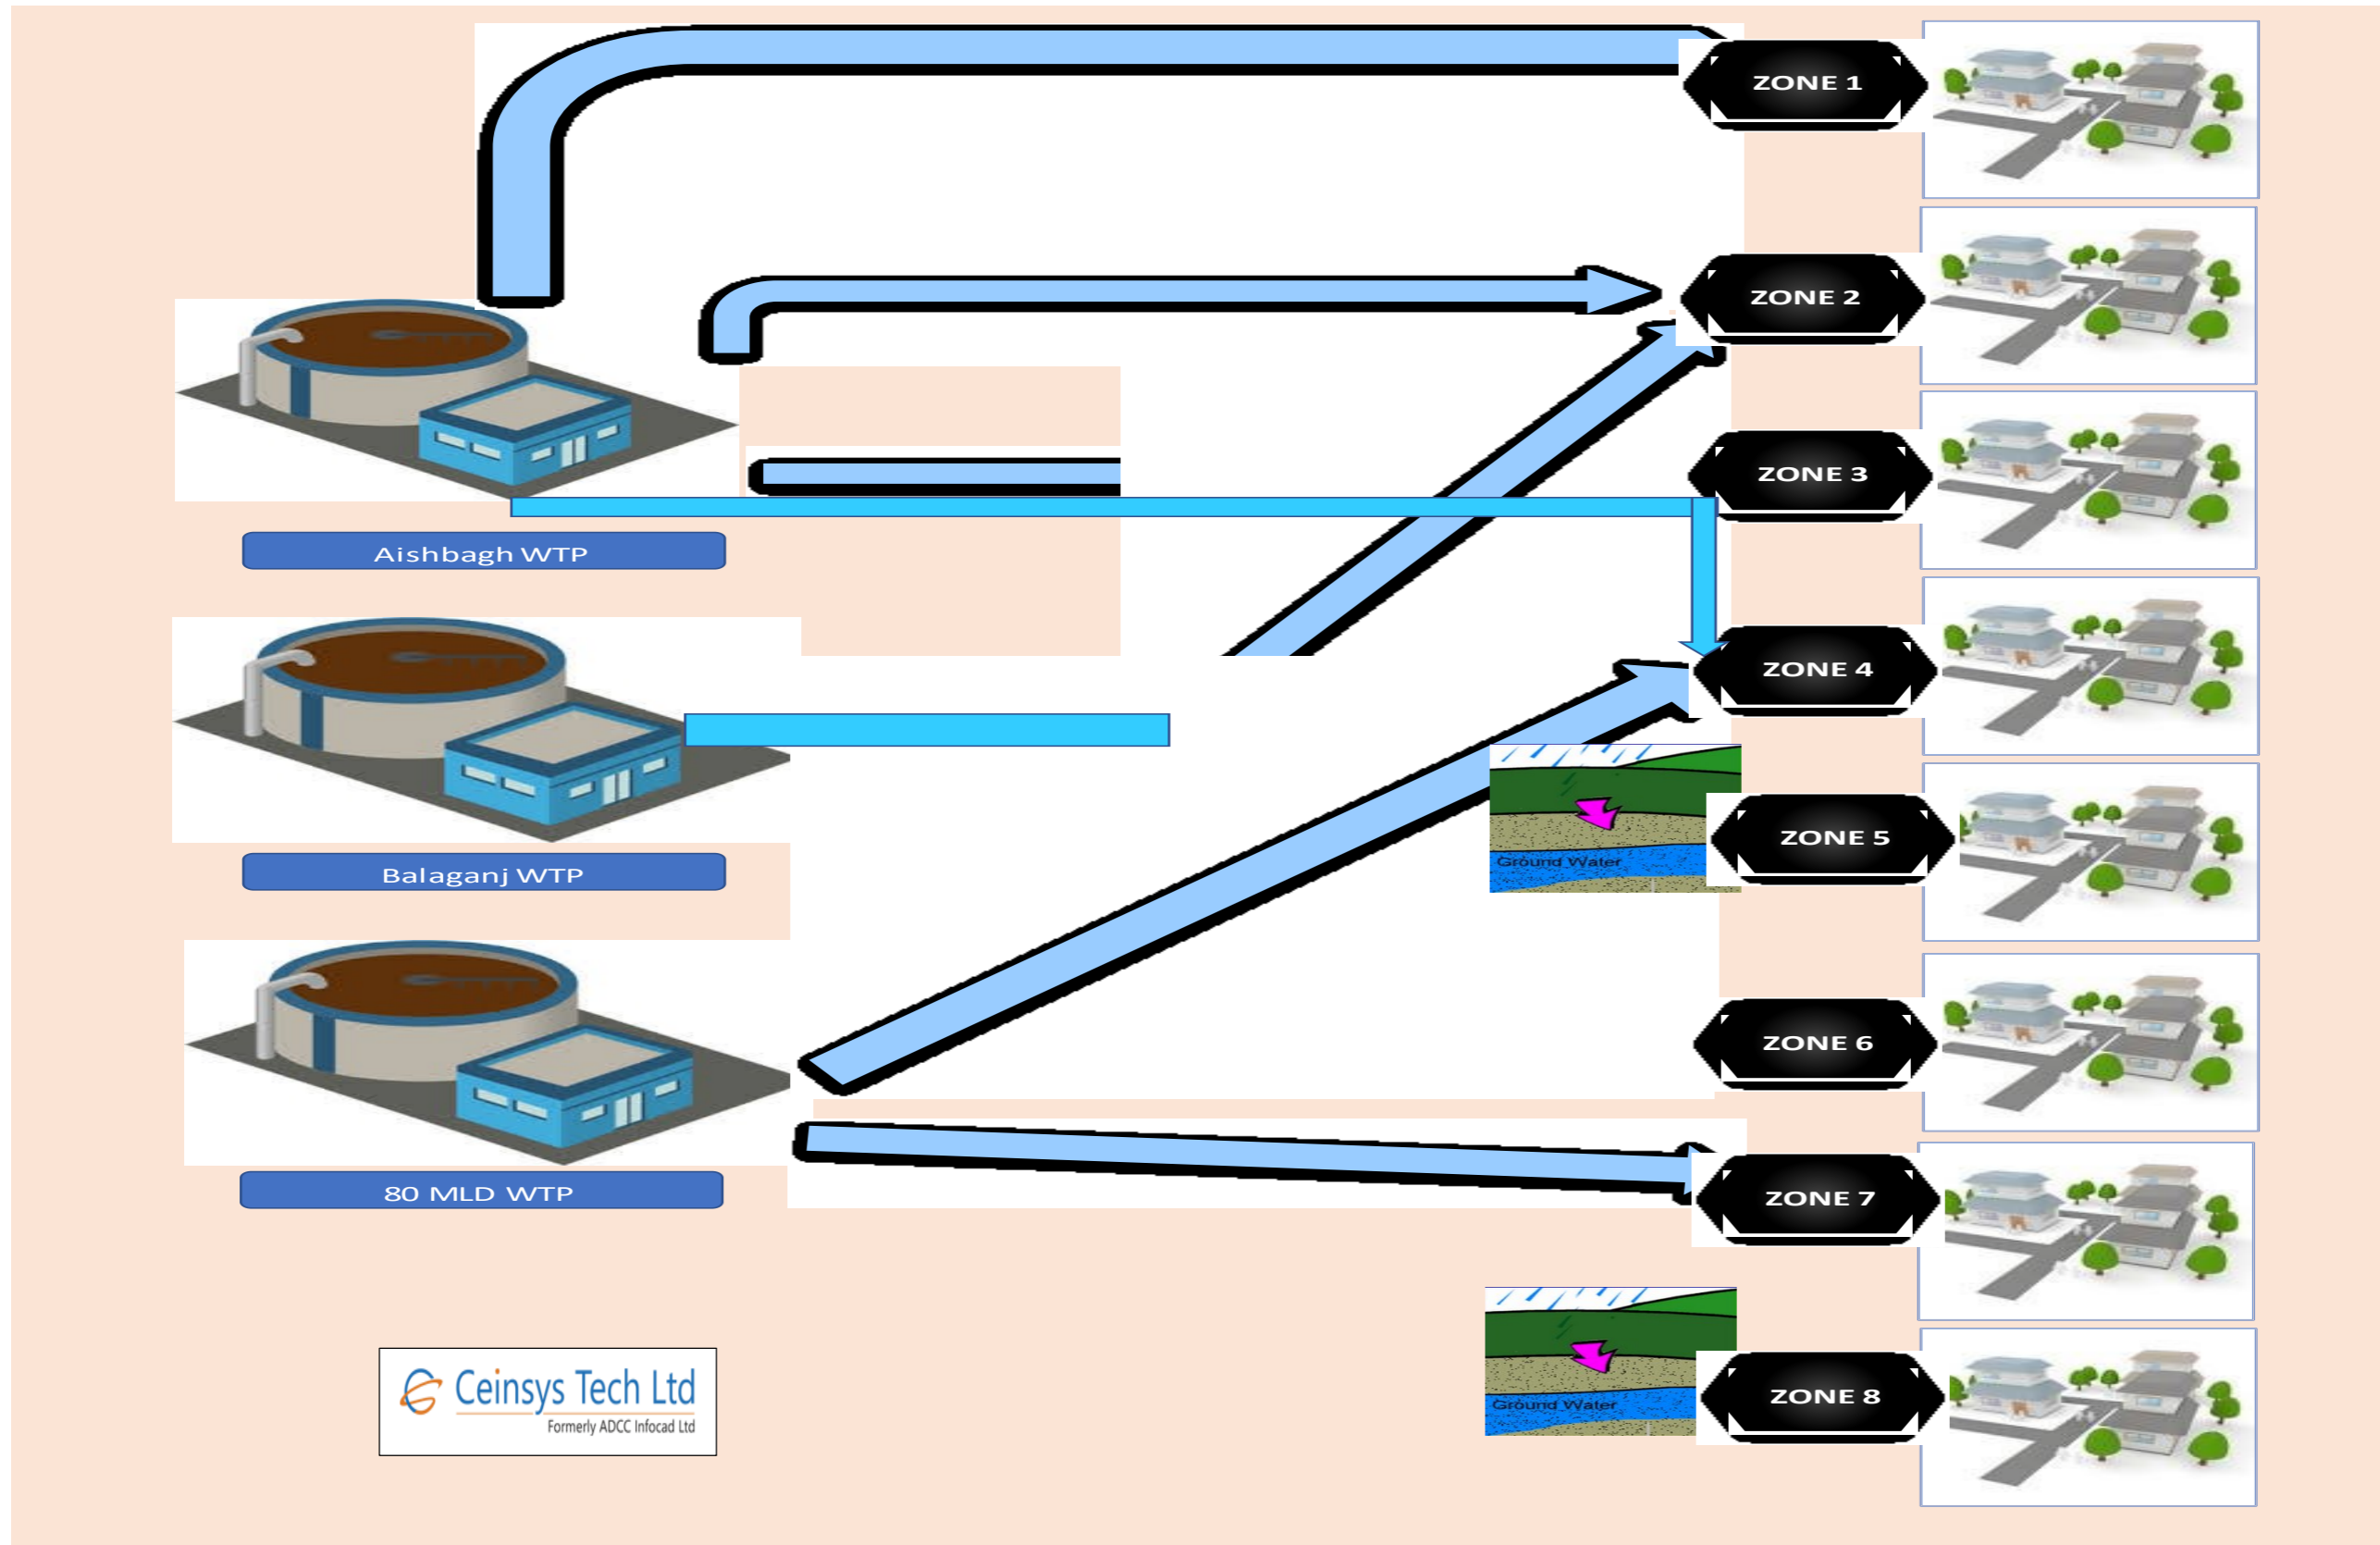 ZONE 1
ZONE 2
ZONE 3
Aishbagh WTP
ZONE 4
ZONE 5
Ground Water
Balaganj WTP
ZONE 6
80 MLD WTP
ZONE 7
ZONE 8
Ground Water
Ceinsys Tech Ltd
Formerly ADCC Infocad Ltd